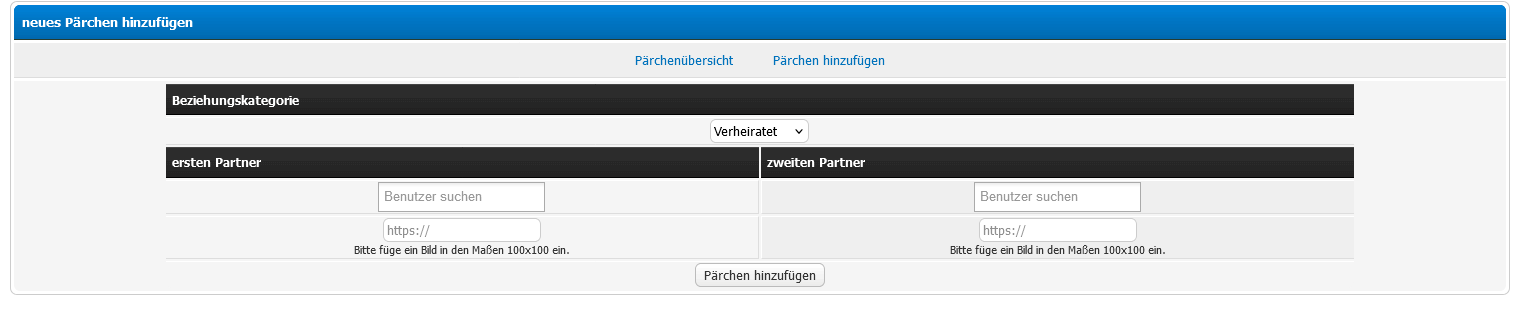 neues Pärchen hinzufügen
Pärchenübersicht Pärchen hinzufügen
Beziehungskategorie
Verheiratet
ersten Partner zweiten Partner
Benutzer suchen Benutzer suchen
https:// https://
Bitte füge ein Bild in den Maßen 100x100 ein. Bitte füge ein Bild in den Maßen 100x100 ein.
Pärchen hinzufügen